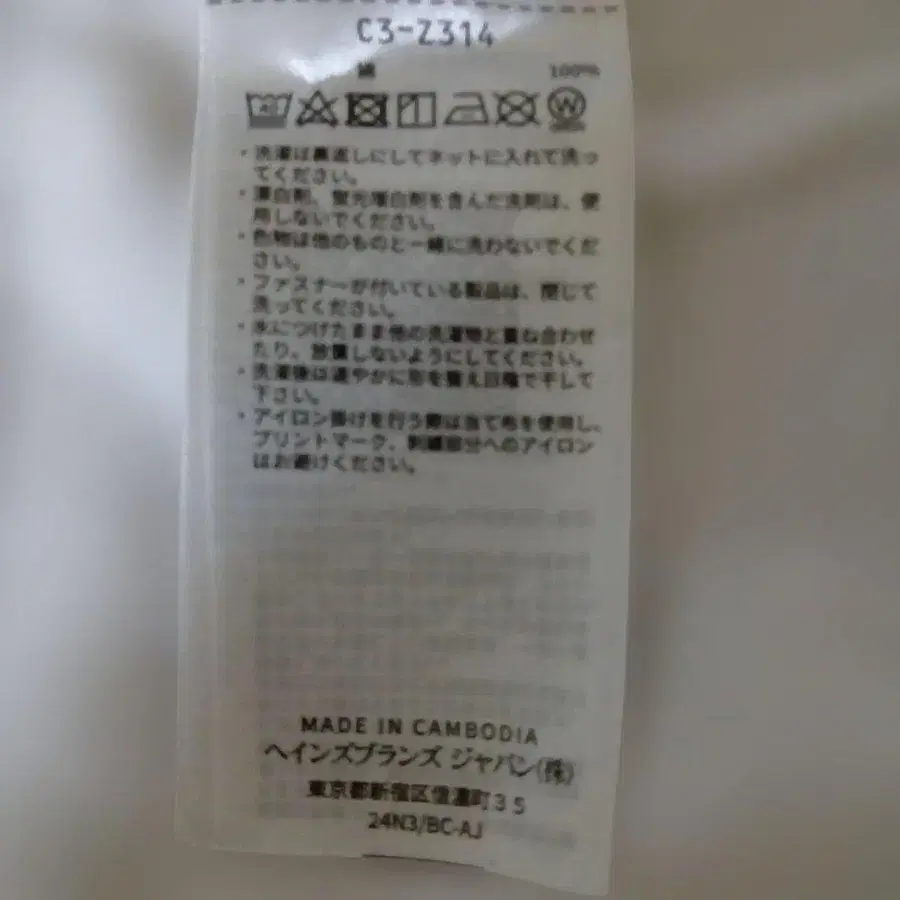 C3-Z314
綿 100%
40
W
・洗濯は裏返しにしてネットに入れて洗っ
てください。
・漂白剤、蛍光増白剤を含んだ洗剤は、使
用しないでください。
・色物は他のものと一緒に洗わないでくだ
さい。
・ファスナーが付いている製品は、閉じて
洗ってください。
・水につけたまま他の洗濯物と重ね合わせ
たり、放置しないようにしてください。
・洗濯後は速やかに形を整え日陰で干して
下さい。
・アイロン掛けを行う際は当て布を使用し、
プリントマーク、刺繍部分へのアイロン
はお避けください。
MADE IN CAMBODIA
ヘインズブランズ ジャパン(株)
東京都新宿区信濃町35
24N3/BC-AJ